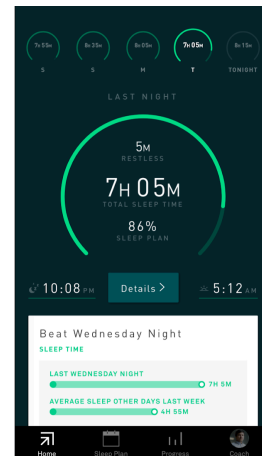 7H 55M
8H 35M
8H 05M
7H 05M
8H 15M
S
S
M
T
TONIGHT
LAST NIGHT
5M
RESTLESS
7H 05M
TOTAL SLEEP TIME
86%
SLEEP PLAN
10:08 PM
Details >
5:12 AM
Beat Wednesday Night
SLEEP TIME
LAST WEDNESDAY NIGHT
7H 5M
AVERAGE SLEEP OTHER DAYS LAST WEEK
4H 55M
Home
Sleep Plan
Progress
Coach